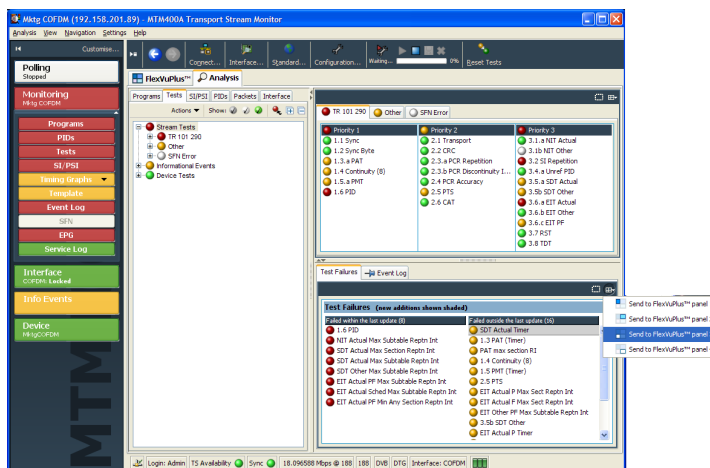 Mktg COFDM (192.158.201.89) - MTM400A Transport Stream Monitor
Analysis View Navigation Settings Help
Customise...
Connect... Interface... Standard... Configuration... Waiting... 0% Reset Tests
Polling
Stopped
FlexVuPlus™ Analysis
Monitoring
Mktg COFDM
Programs
PIDs
Tests
SI/PSI
Timing Graphs
Template
Event Log
SFN
EPG
Service Log
Interface
COFDM: Locked
Info Events
Device
MktgCOFDM
MTM
Programs Tests SI/PSI PIDs Packets Interface
Actions Show:
Stream Tests
TR 101 290
Other
SFN Error
Informational Events
Device Tests
TR 101 290 Other SFN Error
Priority 1
1.1 Sync
1.2 Sync Byte
1.3.a PAT
1.4 Continuity (8)
1.5.a PMT
1.6 PID
Priority 2
2.1 Transport
2.2 CRC
2.3.a PCR Repetition
2.3.b PCR Discontinuity I...
2.4 PCR Accuracy
2.5 PTS
2.6 CAT
Priority 3
3.1.a NIT Actual
3.1b NIT Other
3.2 SI Repetition
3.4.a Unref PID
3.5.a SDT Actual
3.5b SDT Other
3.6.a EIT Actual
3.6.b EIT Other
3.6.c EIT PF
3.7 RST
3.8 TDT
Test Failures Event Log
Test Failures (new additions shown shaded)
Failed within the last update (8)
1.6 PID
NIT Actual Max Subtable Reptn Int
SDT Actual Max Section Reptn Int
SDT Actual Max Subtable Reptn Int
SDT Other Max Subtable Reptn Int
EIT Actual PF Max Subtable Reptn Int
EIT Actual Sched Max Subtable Reptn Int
EIT Actual PF Min Any Section Reptn Int
Failed outside the last update (16)
SDT Actual Timer
1.3 PAT (Timer)
PAT max section RI
1.4 Continuity (8)
1.5 PMT (Timer)
2.5 PTS
EIT Actual P Max Sect Reptn Int
EIT Actual F Max Sect Reptn Int
EIT Other PF Max Subtable Reptn Int
3.5b SDT Other
EIT Actual P Timer
Send to FlexVuPlus™ panel
Send to FlexVuPlus™ panel
Send to FlexVuPlus™ panel
Send to FlexVuPlus™ panel
Login: Admin TS Availability Sync 18.096588 Mbps @ 188 188 DVB DTG Interface: COFDM